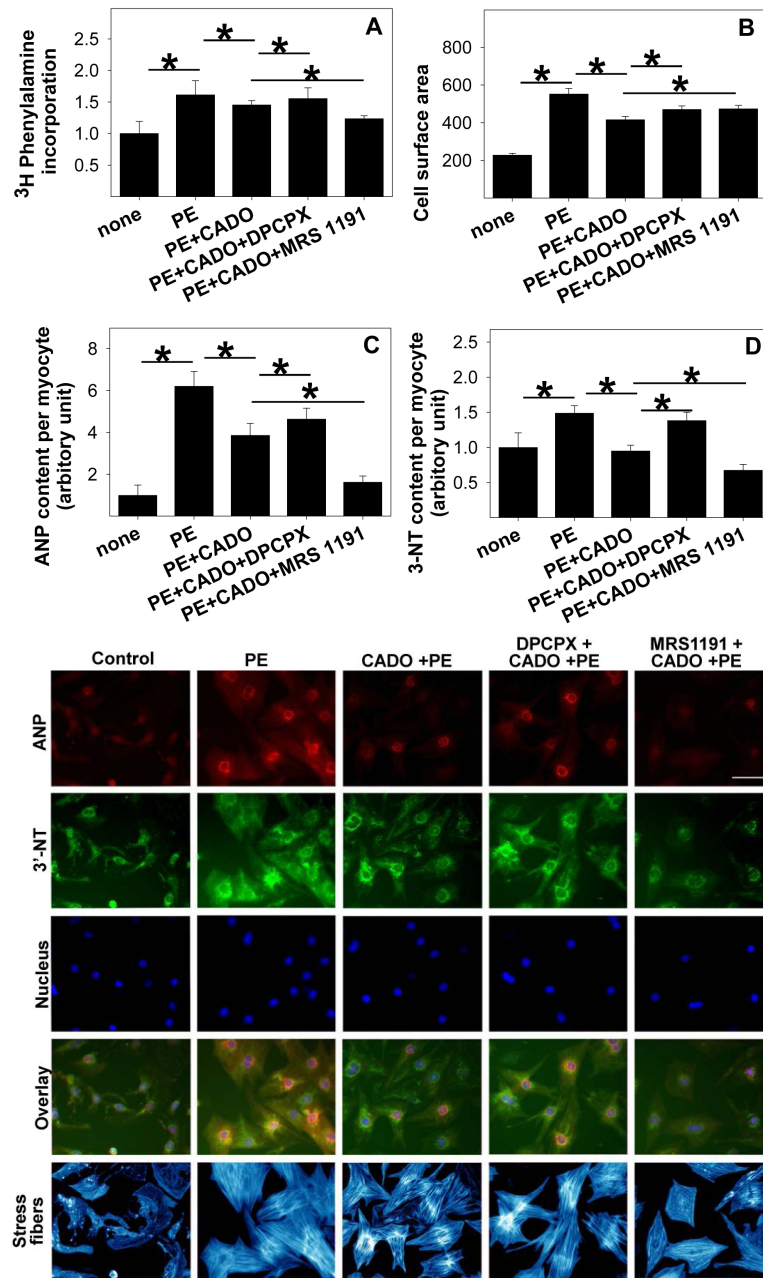 A
³H Phenylalamine
incorporation
2.5
2.0
1.5
1.0
0.5
* * * *
none
PE
PE+CADO
PE+CADO+DPCPX
PE+CADO+MRS 1191
B
Cell surface area
800
600
400
200
* * * *
none
PE
PE+CADO
PE+CADO+DPCPX
PE+CADO+MRS 1191
C
ANP content per myocyte
(arbitory unit)
8
6
4
2
* * * *
none
PE
PE+CADO
PE+CADO+DPCPX
PE+CADO+MRS 1191
D
3-NT content per myocyte
(arbitory unit)
2.5
2.0
1.5
1.0
0.5
* * * *
none
PE
PE+CADO
PE+CADO+DPCPX
PE+CADO+MRS 1191
Control
PE
CADO +PE
DPCPX +
CADO +PE
MRS1191 +
CADO +PE
ANP
3'-NT
Nucleus
Overlay
Stress
fibers